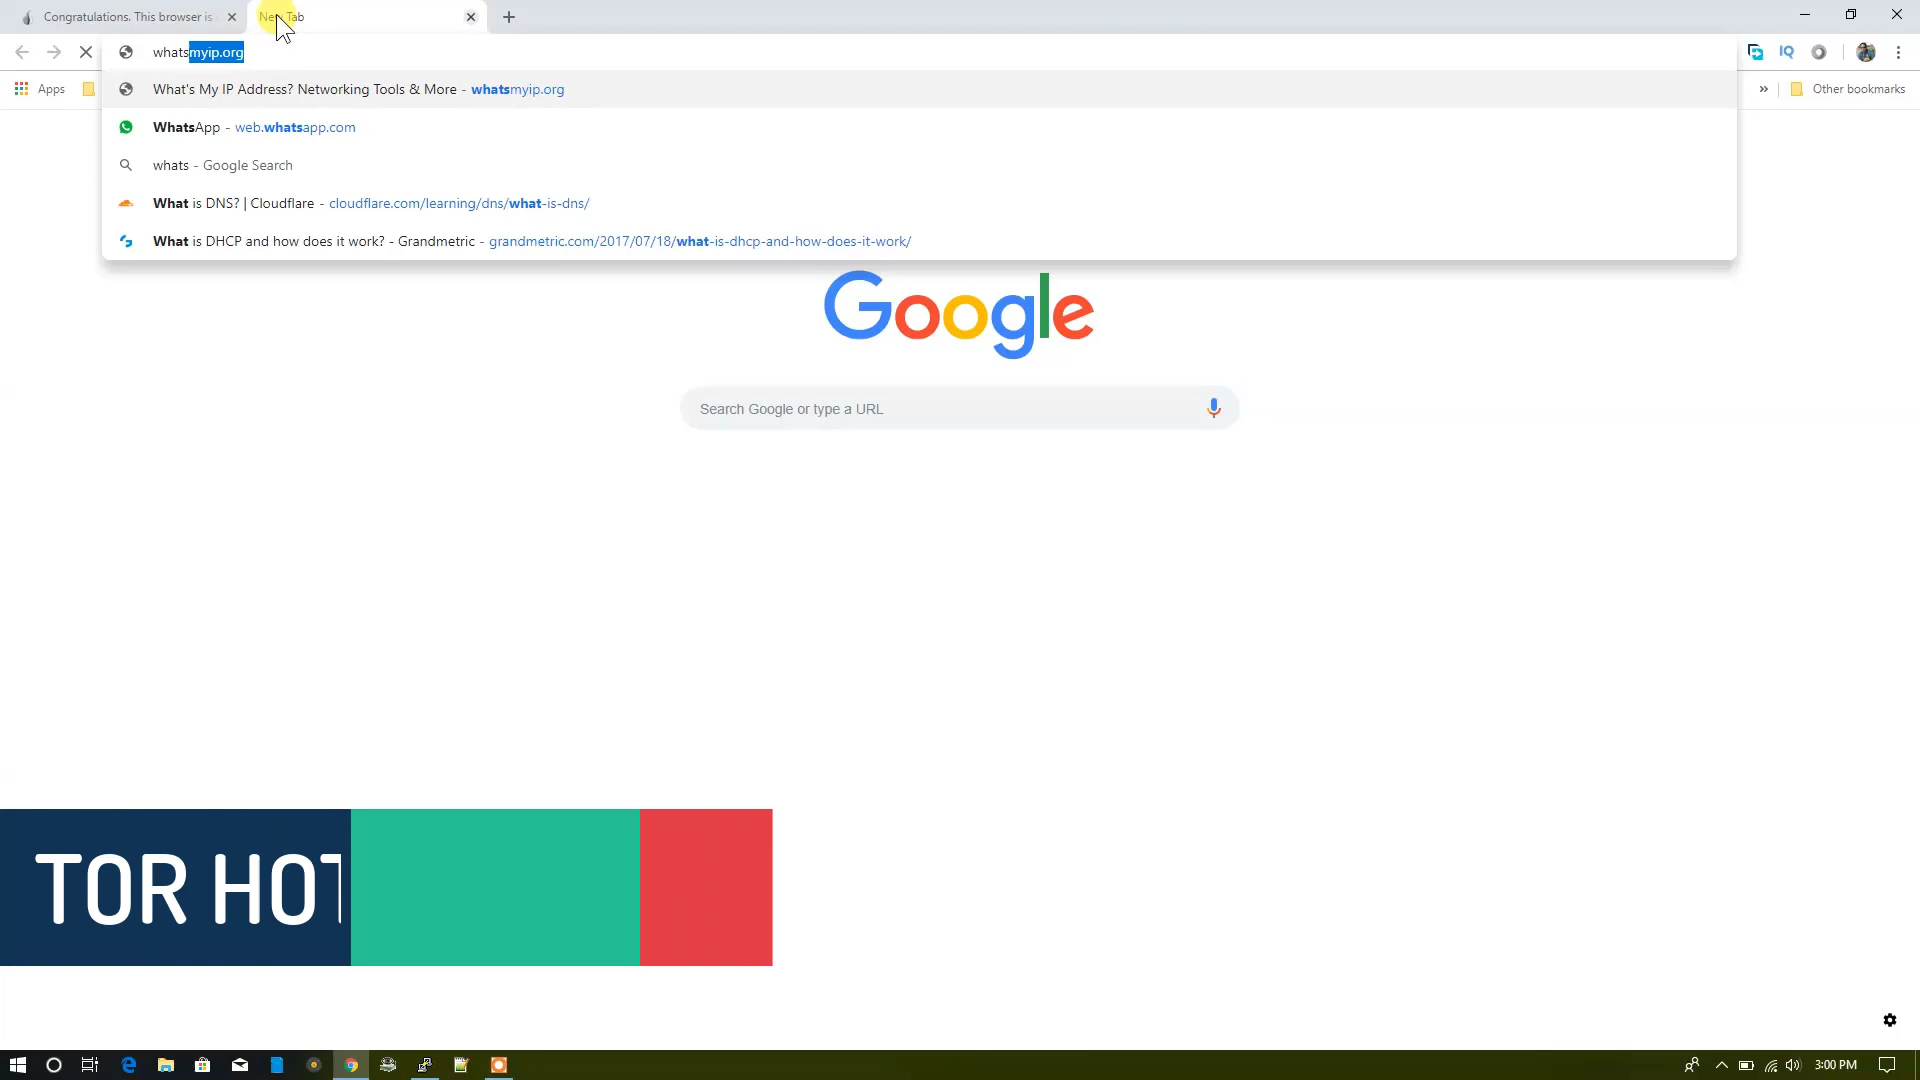 Congratulations. This browser is
New Tab
whatsmyip.org
Apps
What's My IP Address? Networking Tools & More - whatsmyip.org
Other bookmarks
WhatsApp - web.whatsapp.com
whats - Google Search
What is DNS? | Cloudflare - cloudflare.com/learning/dns/what-is-dns/
What is DHCP and how does it work? - Grandmetric - grandmetric.com/2017/07/18/what-is-dhcp-and-how-does-it-work/
Google
Search Google or type a URL
TOR HOT
3:00 PM